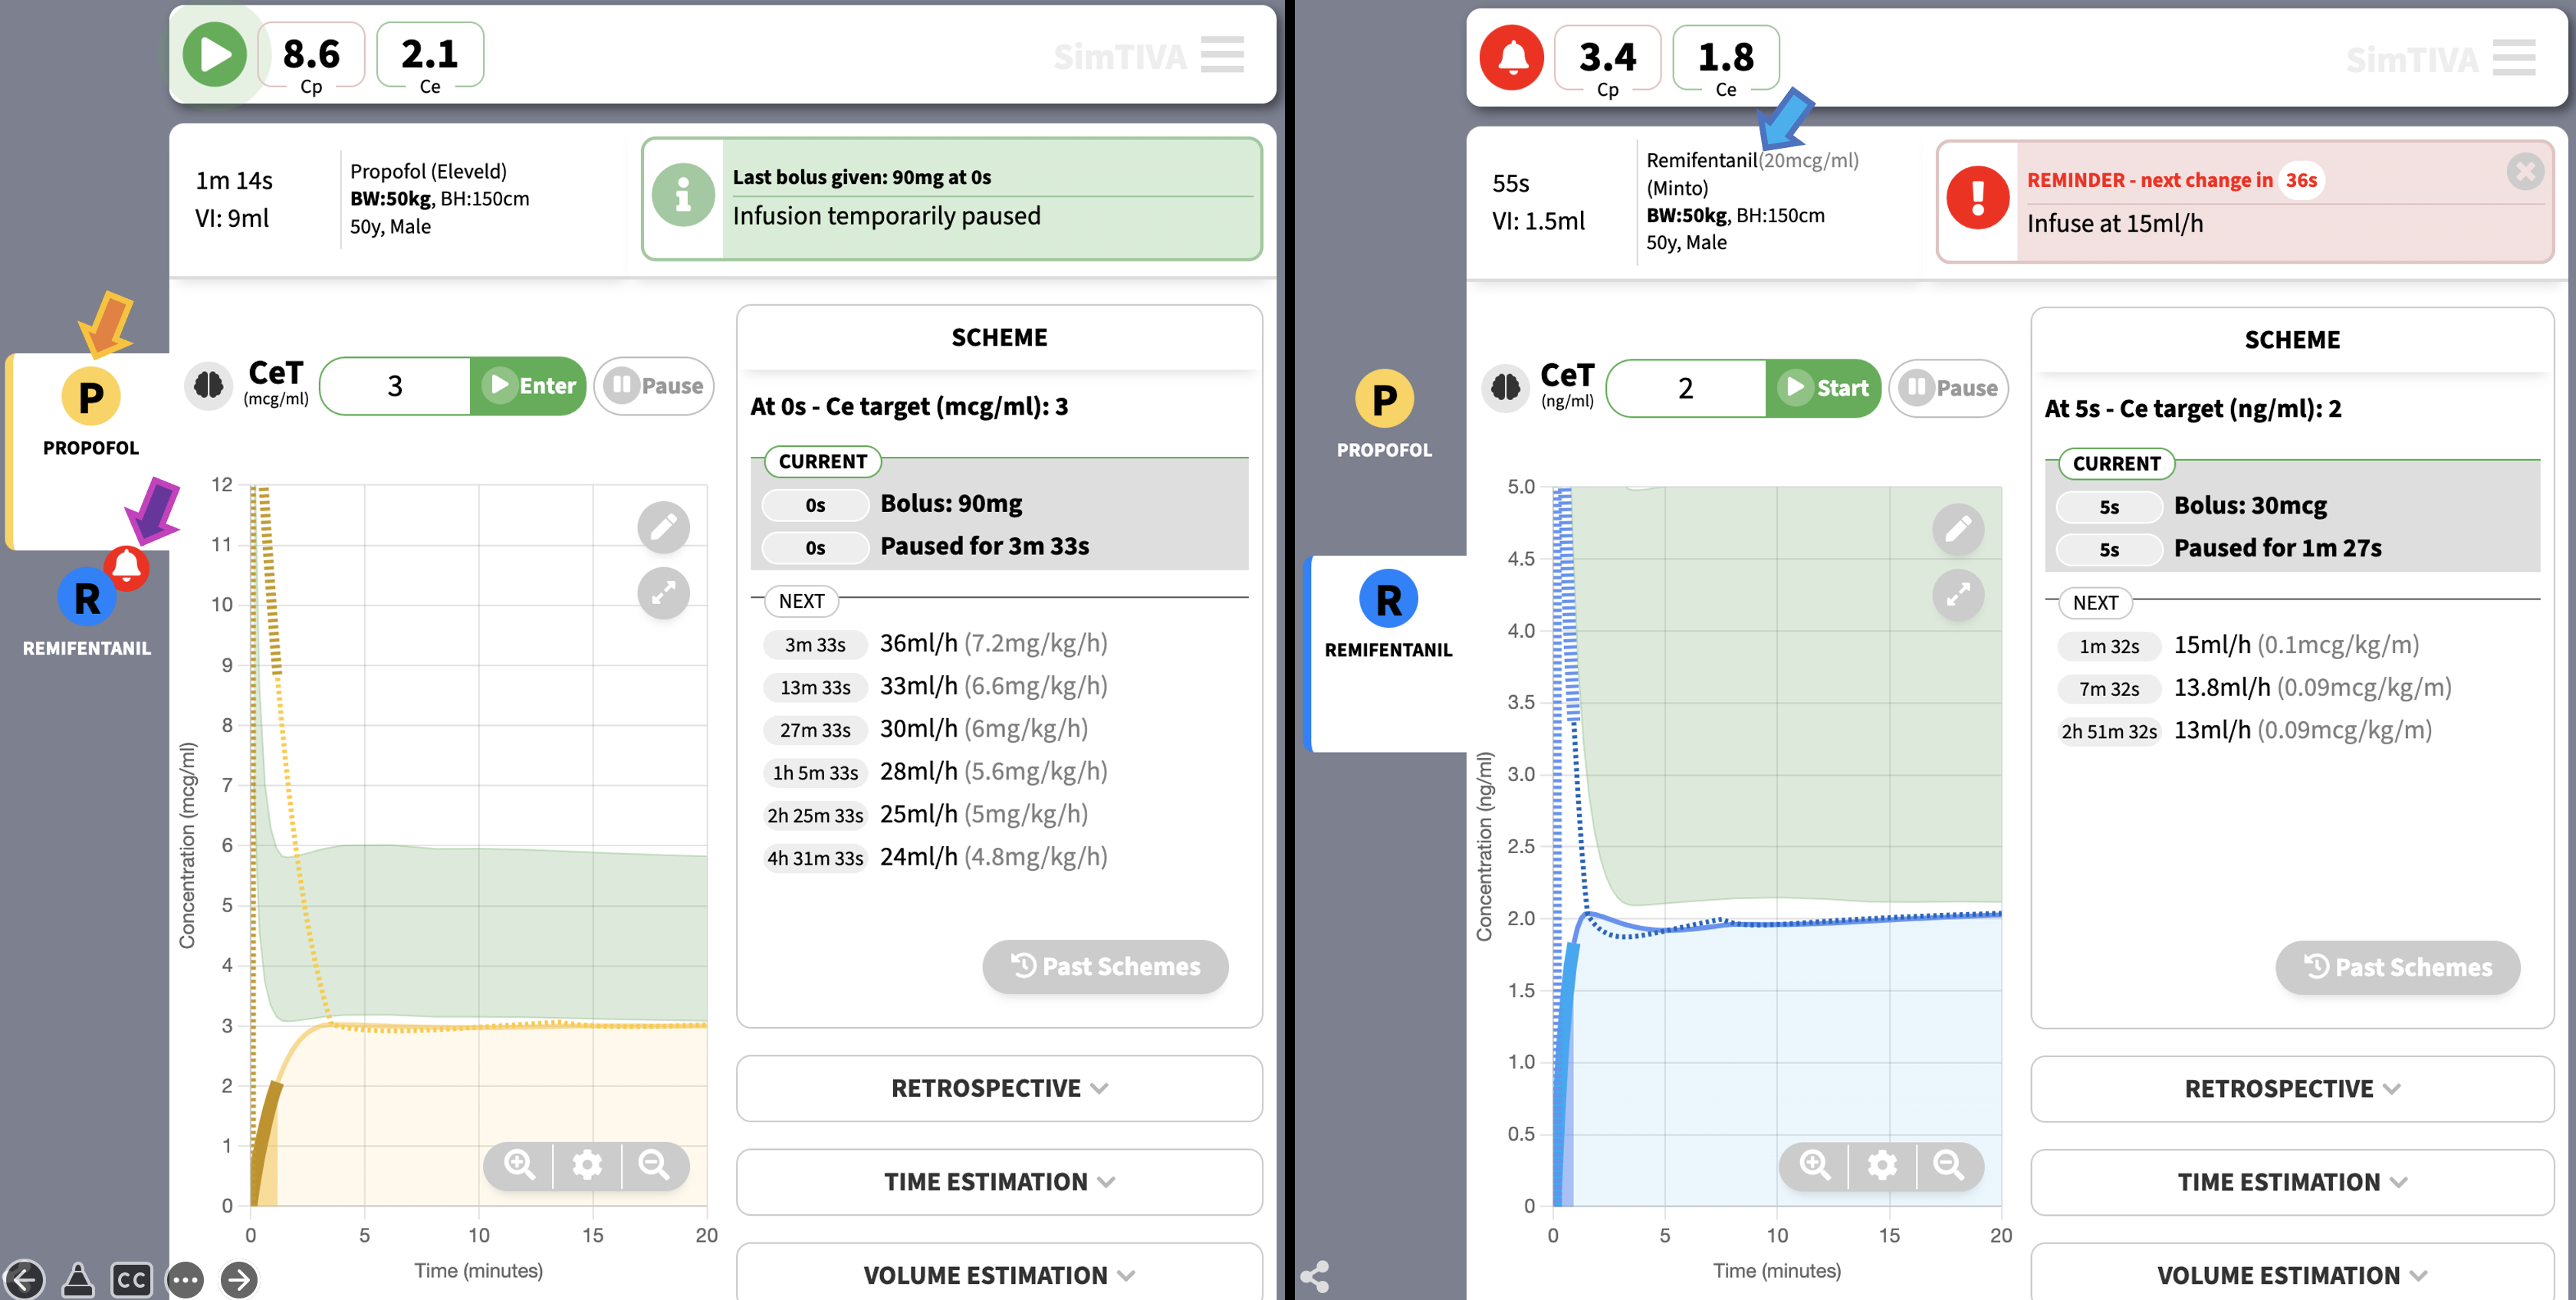 8.6
Cp
2.1
Ce
SimTIVA
1m 14s
VI: 9ml
Propofol (Eleveld)
BW:50kg, BH:150cm
50y, Male
Last bolus given: 90mg at 0s
Infusion temporarily paused
P
PROPOFOL
R
REMIFENTANIL
CeT
(mcg/ml)
3
Enter
Pause
12
11
10
9
8
7
6
5
4
3
2
1
0
Concentration (mcg/ml)
0 5 10 15 20
Time (minutes)
SCHEME
At 0s - Ce target (mcg/ml): 3
CURRENT
0s Bolus: 90mg
0s Paused for 3m 33s
NEXT
3m 33s 36ml/h (7.2mg/kg/h)
13m 33s 33ml/h (6.6mg/kg/h)
27m 33s 30ml/h (6mg/kg/h)
1h 5m 33s 28ml/h (5.6mg/kg/h)
2h 25m 33s 25ml/h (5mg/kg/h)
4h 31m 33s 24ml/h (4.8mg/kg/h)
Past Schemes
RETROSPECTIVE
TIME ESTIMATION
VOLUME ESTIMATION
CC
3.4
Cp
1.8
Ce
SimTIVA
55s
VI: 1.5ml
Remifentanil(20mcg/ml)
(Minto)
BW:50kg, BH:150cm
50y, Male
REMINDER - next change in 36s
Infuse at 15ml/h
P
PROPOFOL
R
REMIFENTANIL
CeT
(ng/ml)
2
Start
Pause
5.0
4.5
4.0
3.5
3.0
2.5
2.0
1.5
1.0
0.5
0
Concentration (ng/ml)
0 5 10 15 20
Time (minutes)
SCHEME
At 5s - Ce target (ng/ml): 2
CURRENT
5s Bolus: 30mcg
5s Paused for 1m 27s
NEXT
1m 32s 15ml/h (0.1mcg/kg/m)
7m 32s 13.8ml/h (0.09mcg/kg/m)
2h 51m 32s 13ml/h (0.09mcg/kg/m)
Past Schemes
RETROSPECTIVE
TIME ESTIMATION
VOLUME ESTIMATION